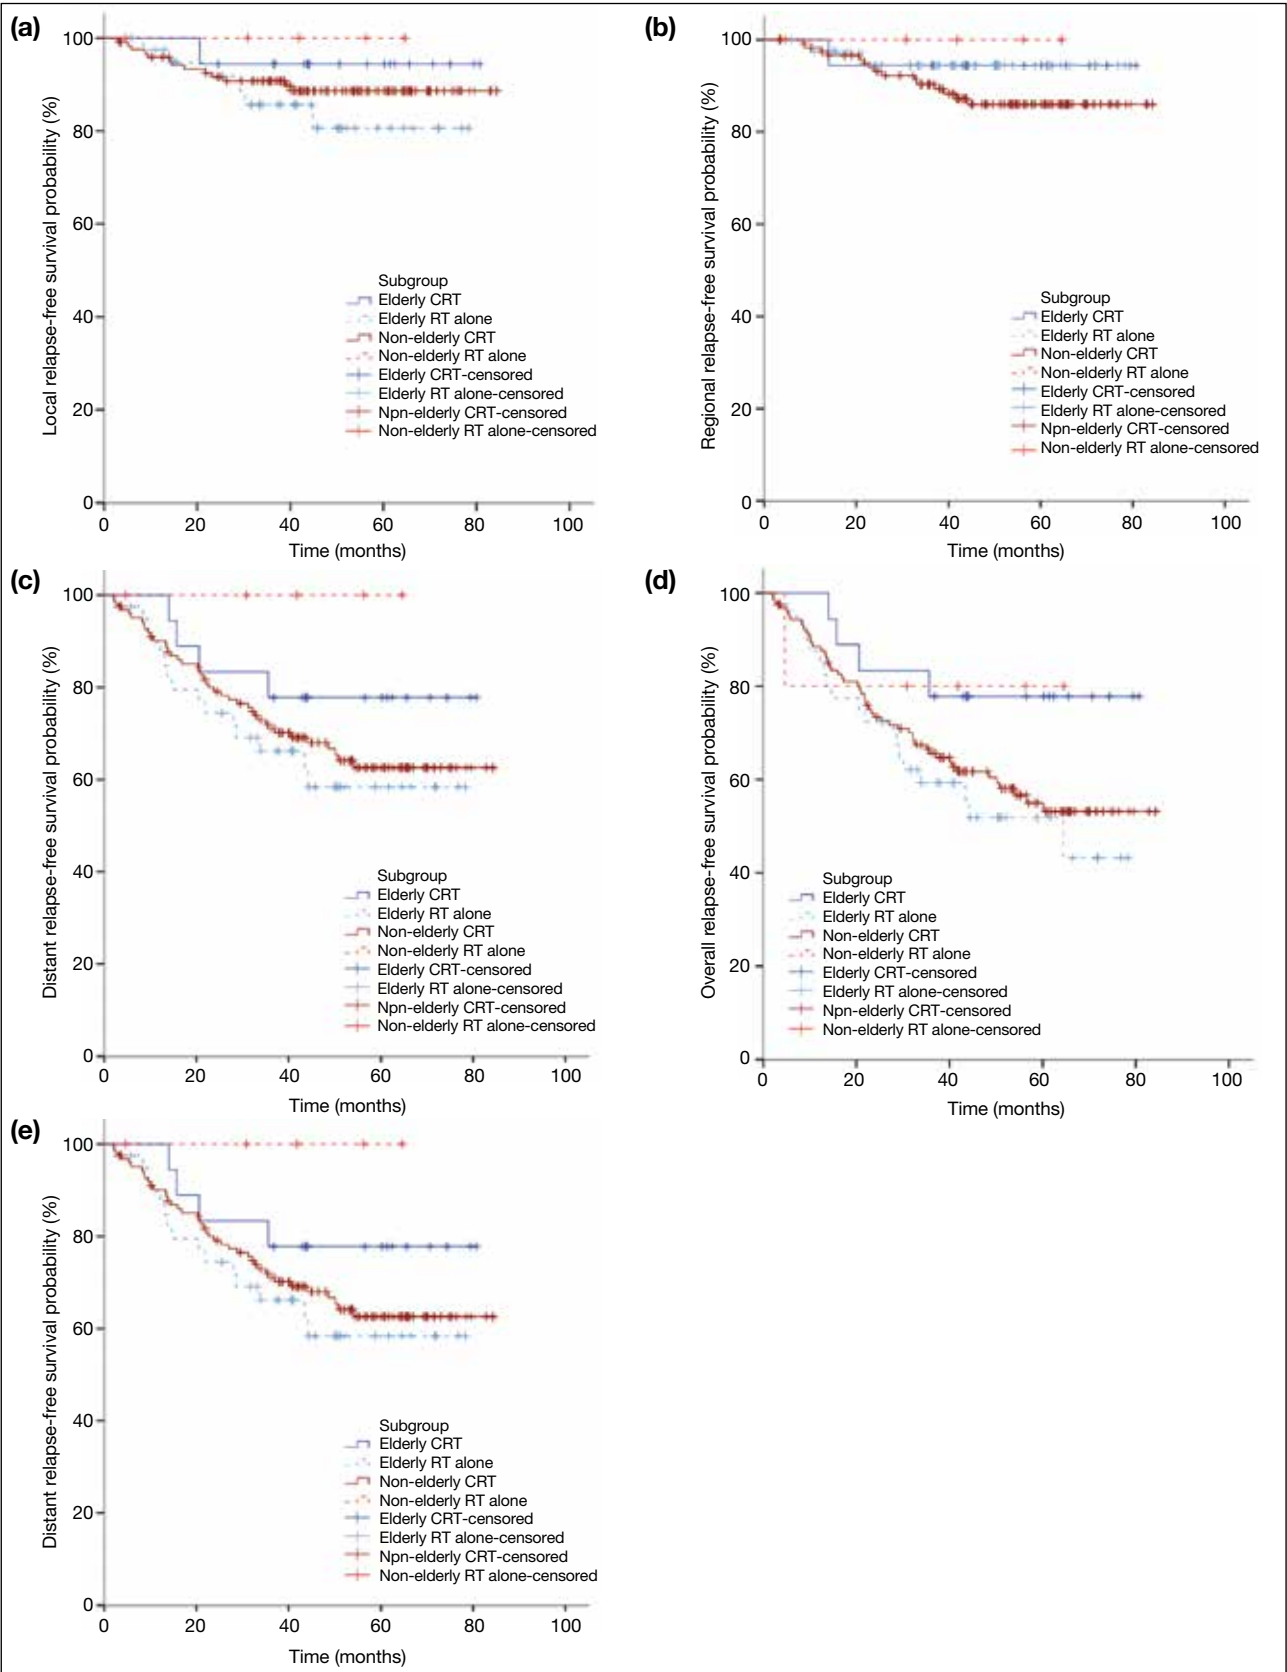 (a)
Local relapse-free survival probability (%)
100
80
60
40
20
0
Subgroup
Elderly CRT
Elderly RT alone
Non-elderly CRT
Non-elderly RT alone
Elderly CRT-censored
Elderly RT alone-censored
Npn-elderly CRT-censored
Non-elderly RT alone-censored
0 20 40 60 80 100
Time (months)
(b)
Regional relapse-free survival probability (%)
100
80
60
40
20
0
Subgroup
Elderly CRT
Elderly RT alone
Non-elderly CRT
Non-elderly RT alone
Elderly CRT-censored
Elderly RT alone-censored
Npn-elderly CRT-censored
Non-elderly RT alone-censored
0 20 40 60 80 100
Time (months)
(c)
Distant relapse-free survival probability (%)
100
80
60
40
20
0
Subgroup
Elderly CRT
Elderly RT alone
Non-elderly CRT
Non-elderly RT alone
Elderly CRT-censored
Elderly RT alone-censored
Npn-elderly CRT-censored
Non-elderly RT alone-censored
0 20 40 60 80 100
Time (months)
(d)
Overall relapse-free survival probability (%)
100
80
60
40
20
0
Subgroup
Elderly CRT
Elderly RT alone
Non-elderly CRT
Non-elderly RT alone
Elderly CRT-censored
Elderly RT alone-censored
Npn-elderly CRT-censored
Non-elderly RT alone-censored
0 20 40 60 80 100
Time (months)
(e)
Distant relapse-free survival probability (%)
100
80
60
40
20
0
Subgroup
Elderly CRT
Elderly RT alone
Non-elderly CRT
Non-elderly RT alone
Elderly CRT-censored
Elderly RT alone-censored
Npn-elderly CRT-censored
Non-elderly RT alone-censored
0 20 40 60 80 100
Time (months)